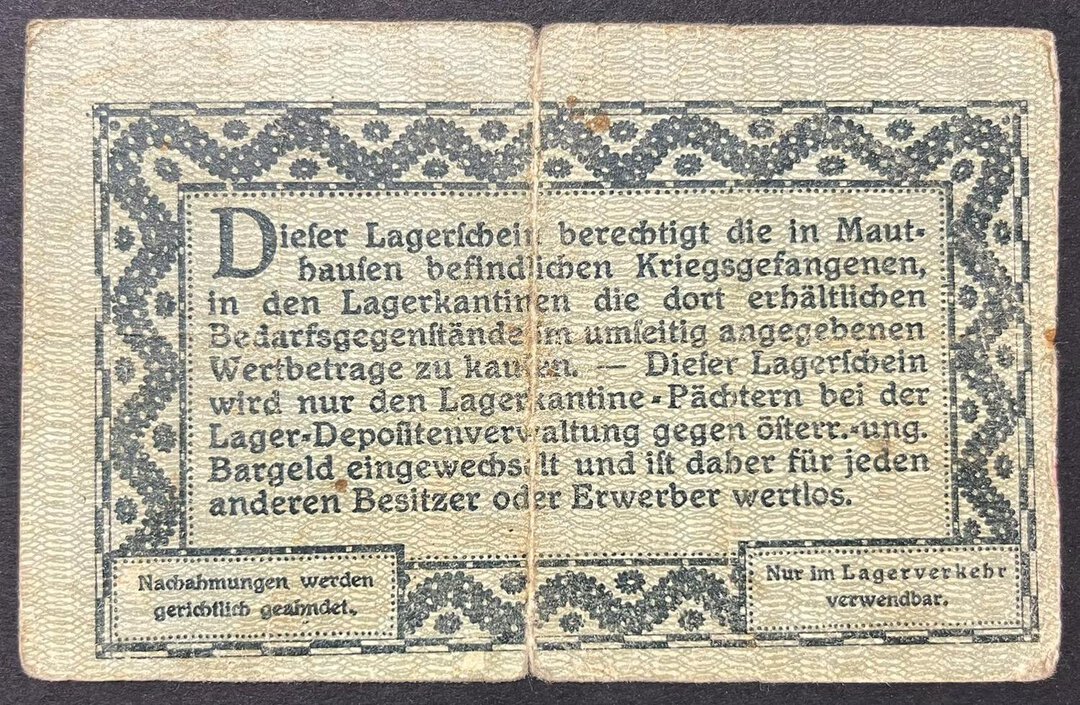 Dieſer Lagerſchein berechtigt die in Maut-
hauſen befindlichen Kriegsgefangenen,
in den Lagerkantinen die dort erhältlichen
Bedarfsgegenſtände im umſeitig angegebenen
Wertbetrage zu kaufen. — Dieſer Lagerſchein
wird nur den Lagerkantine-Pächtern bei der
Lager-Depoſitenverwaltung gegen öſterr.-ung.
Bargeld eingewechselt und iſt daher für jeden
anderen Besitzer oder Erwerber wertlos.
Nachahmungen werden
gerichtlich geahndet.
Nur im Lagerverkehr
verwendbar.